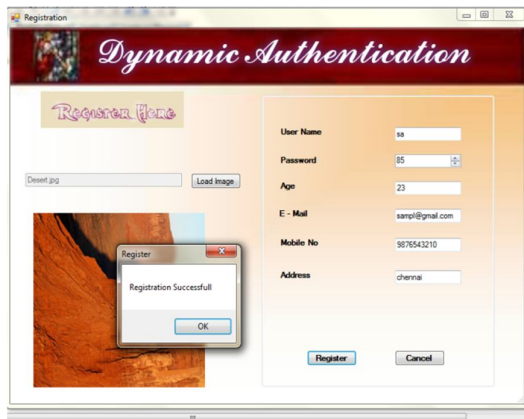 Registration
Dynamic Authentication
Register Here
Desert.jpg
Load Image
User Name
sa
Password
85
Age
23
E - Mail
sampl@gmail.com
Mobile No
9876543210
Address
chennai
Register
Registration Successfull
OK
Register
Cancel